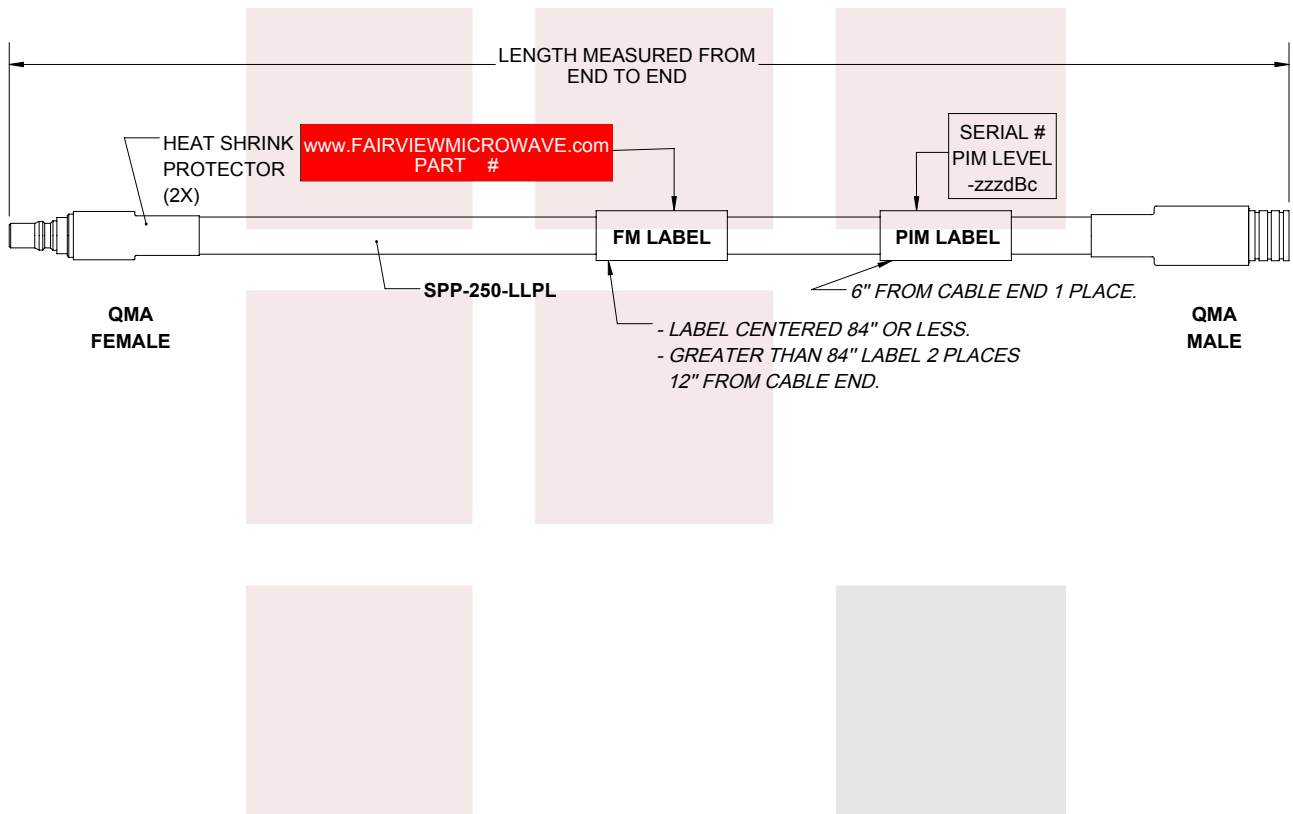 LENGTH MEASURED FROM
END TO END
HEAT SHRINK
PROTECTOR
(2X)
www.FAIRVIEWMICROWAVE.com
PART #
SERIAL #
PIM LEVEL
-zzzdBc
FM LABEL
PIM LABEL
SPP-250-LLPL
6" FROM CABLE END 1 PLACE.
QMA
FEMALE
- LABEL CENTERED 84" OR LESS.
- GREATER THAN 84" LABEL 2 PLACES
12" FROM CABLE END.
QMA
MALE